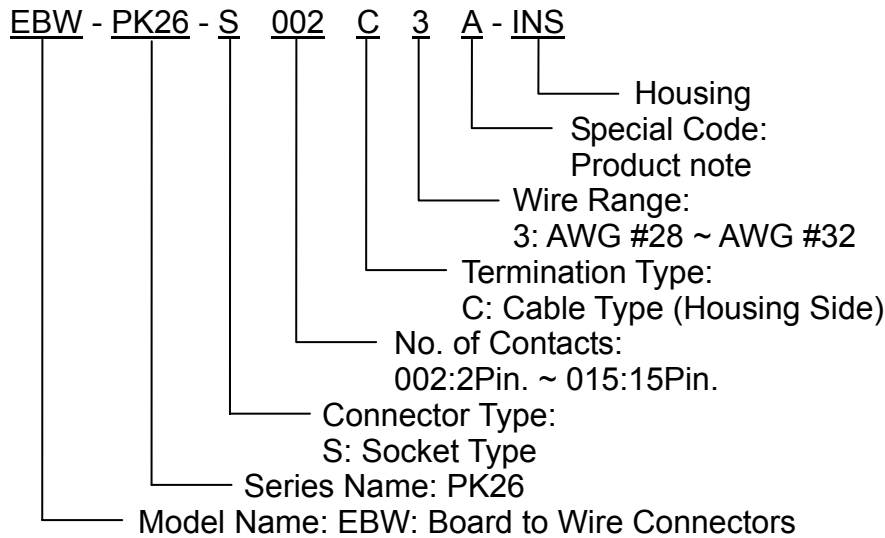 EBW - PK26 - S 002 C 3 A - INS
Housing
Special Code:
Product note
Wire Range:
3: AWG #28 ~ AWG #32
Termination Type:
C: Cable Type (Housing Side)
No. of Contacts:
002:2Pin. ~ 015:15Pin.
Connector Type:
S: Socket Type
Series Name: PK26
Model Name: EBW: Board to Wire Connectors